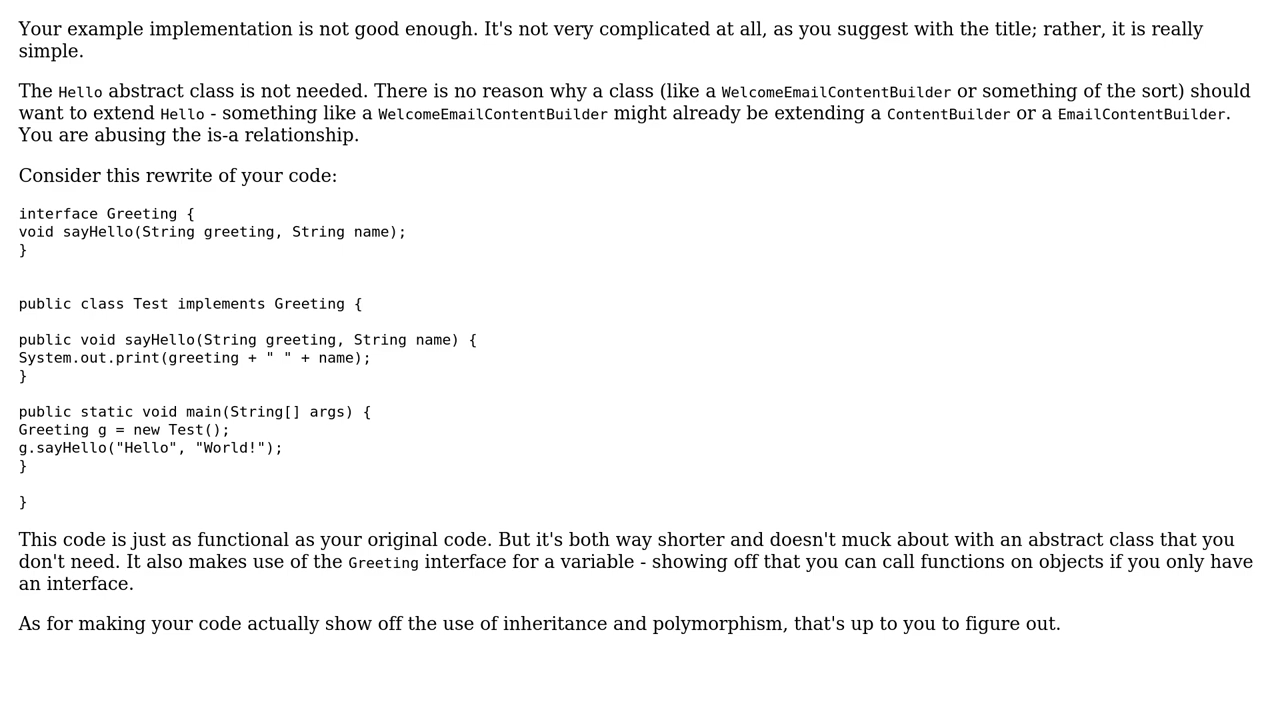 Your example implementation is not good enough. It's not very complicated at all, as you suggest with the title; rather, it is really
simple.
The Hello abstract class is not needed. There is no reason why a class (like a WelcomeEmailContentBuilder or something of the sort) should
want to extend Hello - something like a WelcomeEmailContentBuilder might already be extending a ContentBuilder or a EmailContentBuilder.
You are abusing the is-a relationship.
Consider this rewrite of your code:
interface Greeting {
void sayHello(String greeting, String name);
}
public class Test implements Greeting {
public void sayHello(String greeting, String name) {
System.out.print(greeting + " " + name);
}
public static void main(String[] args) {
Greeting g = new Test();
g.sayHello("Hello", "World!");
}
}
This code is just as functional as your original code. But it's both way shorter and doesn't muck about with an abstract class that you
don't need. It also makes use of the Greeting interface for a variable - showing off that you can call functions on objects if you only have
an interface.
As for making your code actually show off the use of inheritance and polymorphism, that's up to you to figure out.